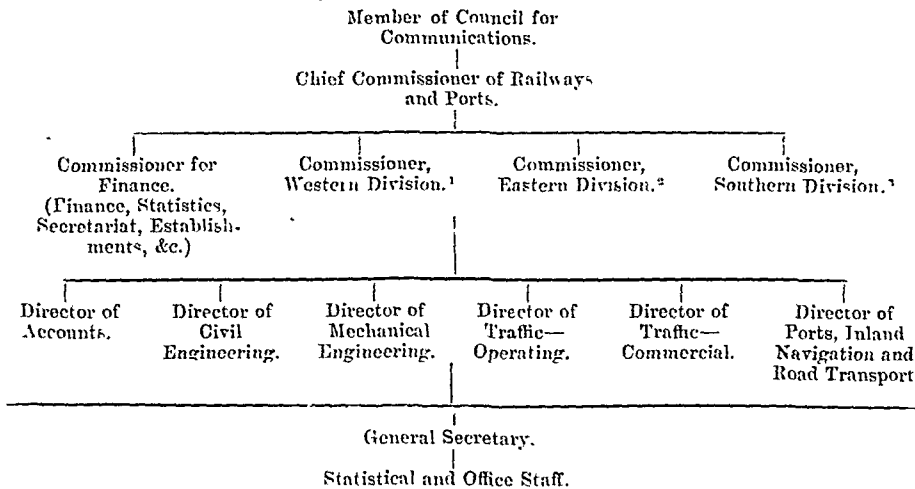 Member of Council for
Communications.
Chief Commissioner of Railways
and Ports.
Commissioner for
Finance.
(Finance, Statistics,
Secretariat, Establish-
ments, &c.)
Commissioner,
Western Division.¹
Commissioner,
Eastern Division.²
Commissioner,
Southern Division.³
Director of
Accounts.
Director of
Civil
Engineering.
Director of
Mechanical
Engineering.
Director of
Traffic—
Operating.
Director of
Traffic—
Commercial.
Director of
Ports, Inland
Navigation and
Road Transport
General Secretary.
Statistical and Office Staff.